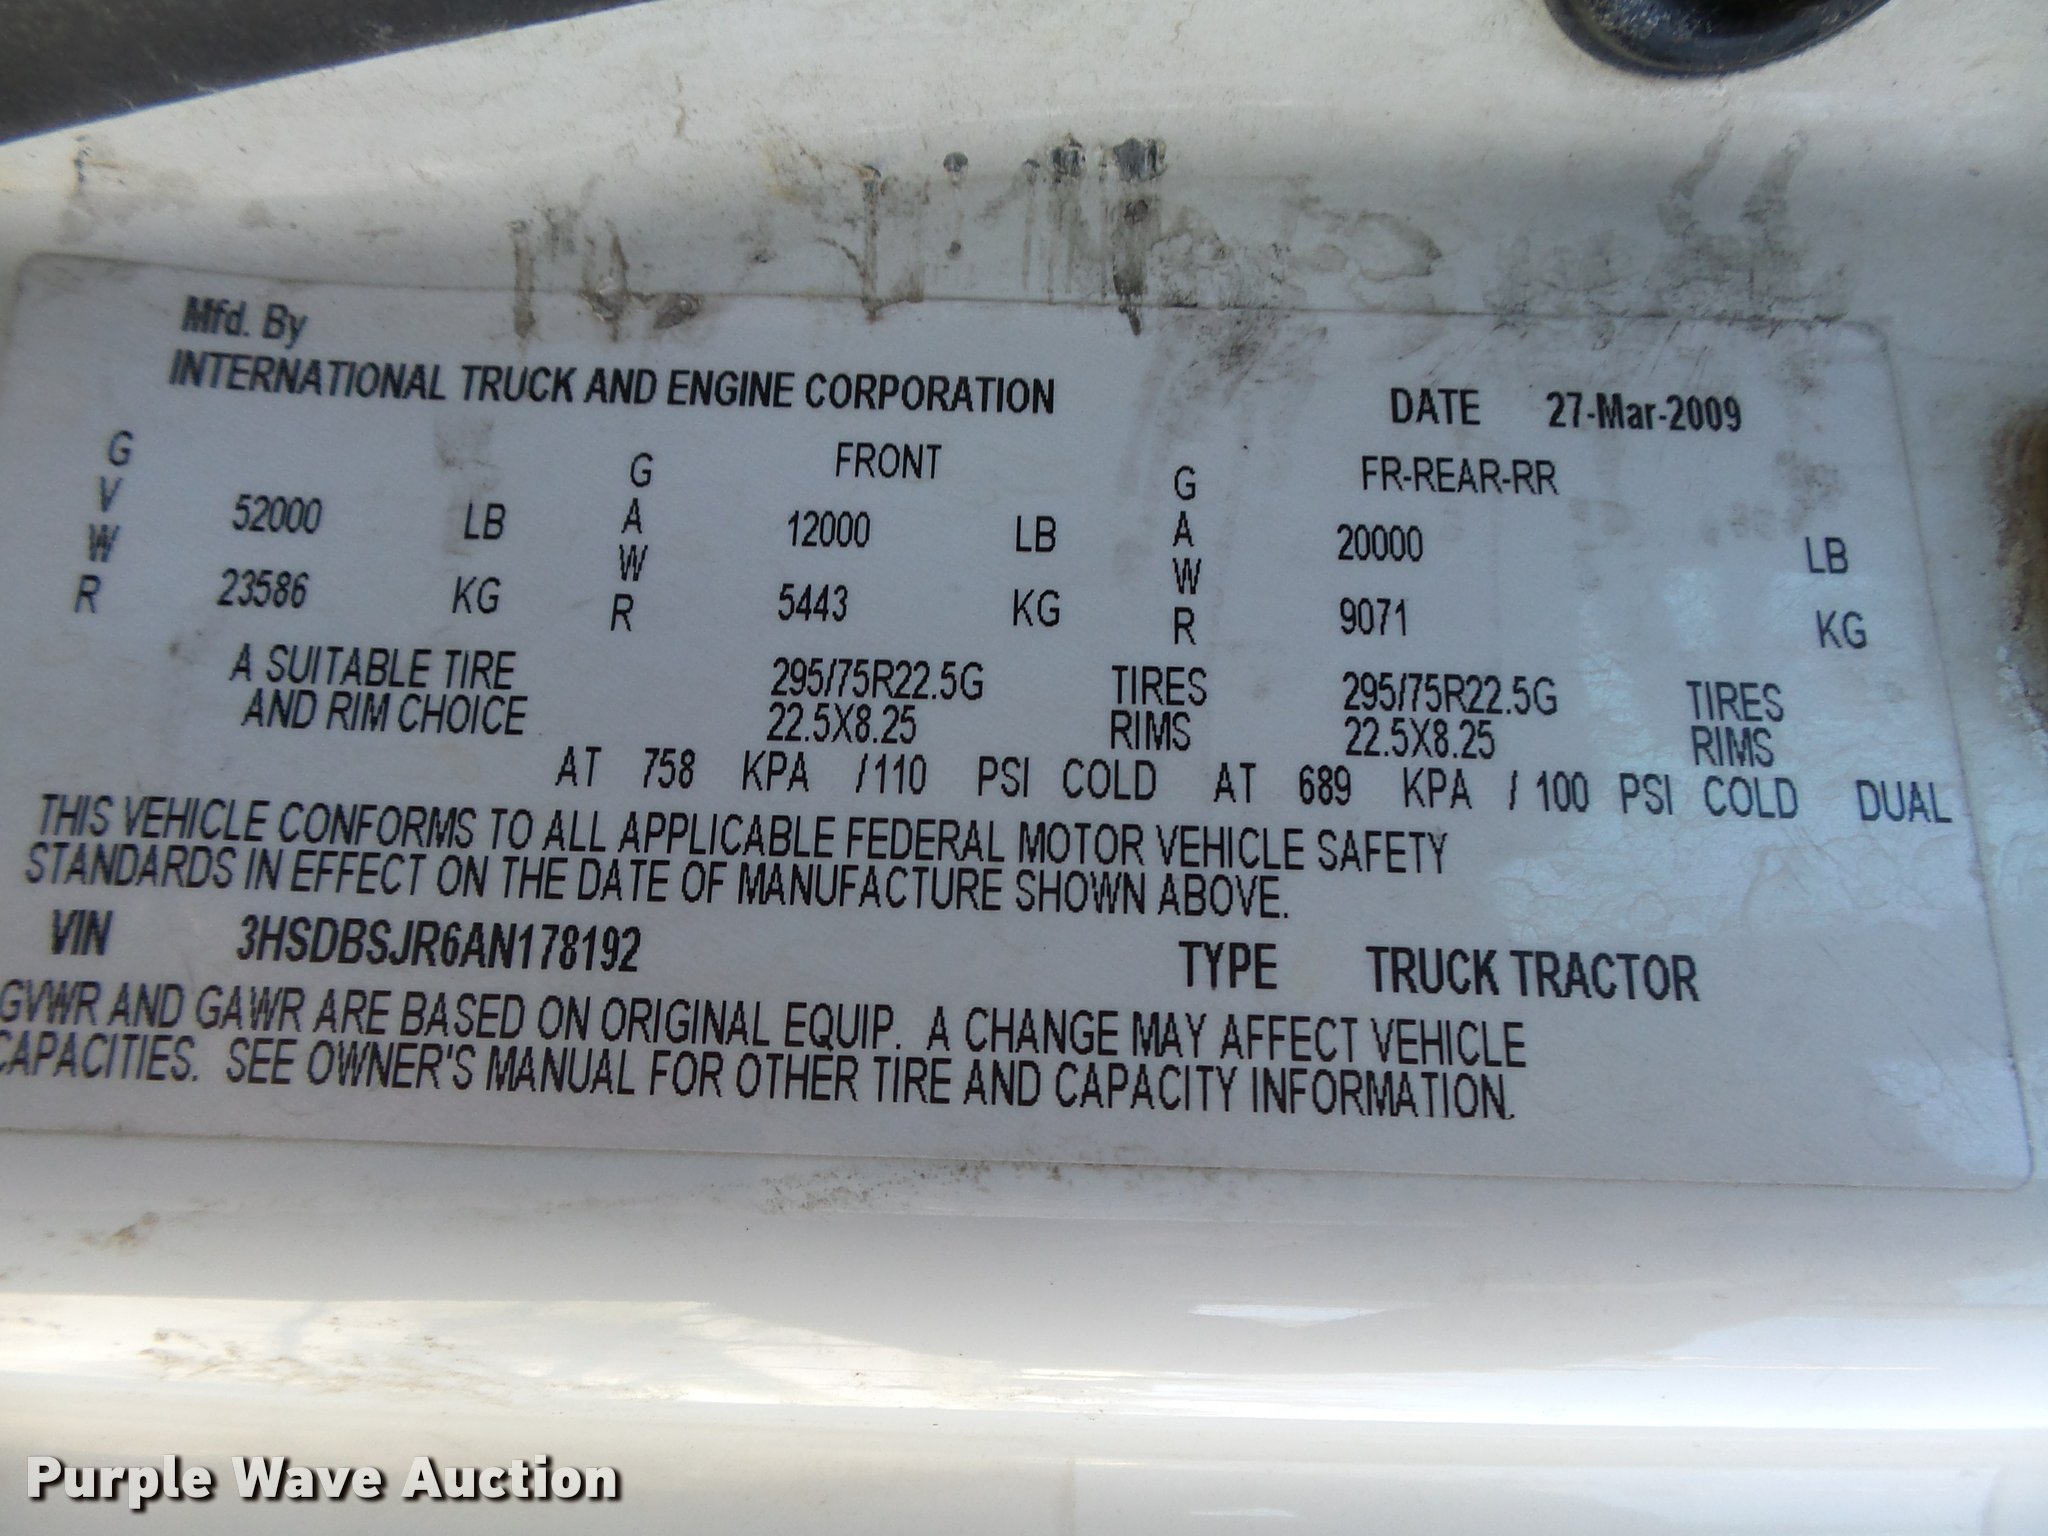 Mfd. By
INTERNATIONAL TRUCK AND ENGINE CORPORATION DATE 27-Mar-2009
GVWR 52000 LB 23586 KG
GAWR FRONT 12000 LB 5443 KG
GAWR FR-REAR-RR 20000 LB 9071 KG
A SUITABLE TIRE 295/75R22.5G TIRES 295/75R22.5G TIRES
AND RIM CHOICE 22.5X8.25 RIMS 22.5X8.25 RIMS
AT 758 KPA /110 PSI COLD AT 689 KPA / 100 PSI COLD DUAL
THIS VEHICLE CONFORMS TO ALL APPLICABLE FEDERAL MOTOR VEHICLE SAFETY
STANDARDS IN EFFECT ON THE DATE OF MANUFACTURE SHOWN ABOVE.
VIN 3HSDBSJR6AN178192 TYPE TRUCK TRACTOR
GVWR AND GAWR ARE BASED ON ORIGINAL EQUIP. A CHANGE MAY AFFECT VEHICLE
CAPACITIES. SEE OWNER'S MANUAL FOR OTHER TIRE AND CAPACITY INFORMATION.
Purple Wave Auction